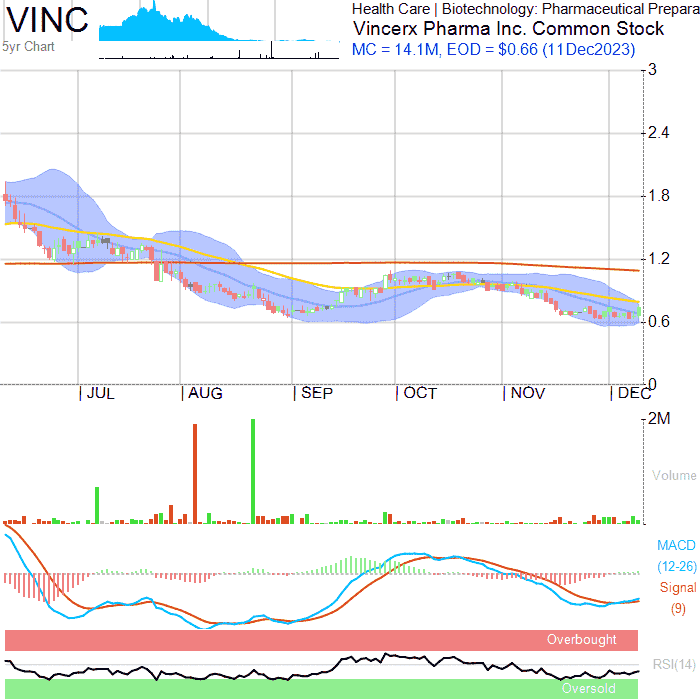 VINC
5yr Chart
Health Care | Biotechnology: Pharmaceutical Prepara
Vincerx Pharma Inc. Common Stock
MC = 14.1M, EOD = $0.66 (11Dec2023)
3
2.4
1.8
1.2
0.6
0
JUL AUG SEP OCT NOV DEC
2M
Volume
MACD
(12-26)
Signal
(9)
Overbought
RSI(14)
Oversold